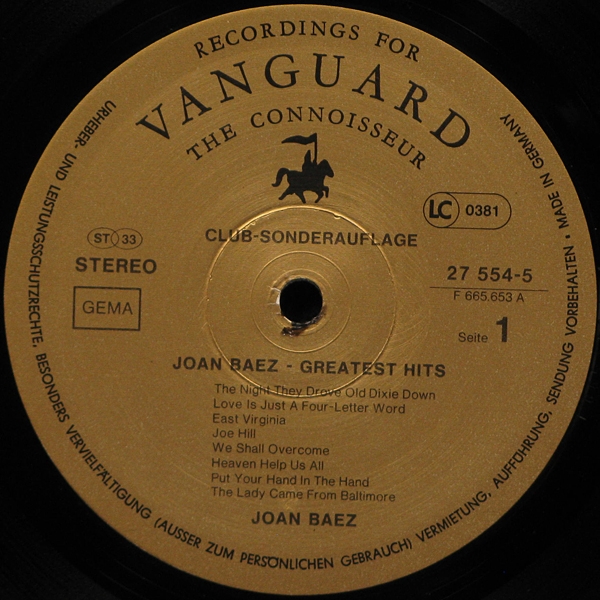 RECORDINGS FOR
VANGUARD
THE CONNOISSEUR
LC 0381
ST 33
CLUB-SONDERAUFLAGE
STEREO
27 554-5
GEMA
F 665.653 A
Seite 1
JOAN BAEZ - GREATEST HITS
The Night They Drove Old Dixie Down
Love Is Just A Four-Letter Word
East Virginia
Joe Hill
We Shall Overcome
Heaven Help Us All
Put Your Hand In The Hand
The Lady Came From Baltimore
JOAN BAEZ
URHEBER- UND LEISTUNGSSCHUTZRECHTE, BESONDERS VERVIELFÄLTIGUNG (AUSSER ZUM PERSÖNLICHEN GEBRAUCH) VERMIETUNG, AUFFÜHRUNG, SENDUNG VORBEHALTEN • MADE IN GERMANY